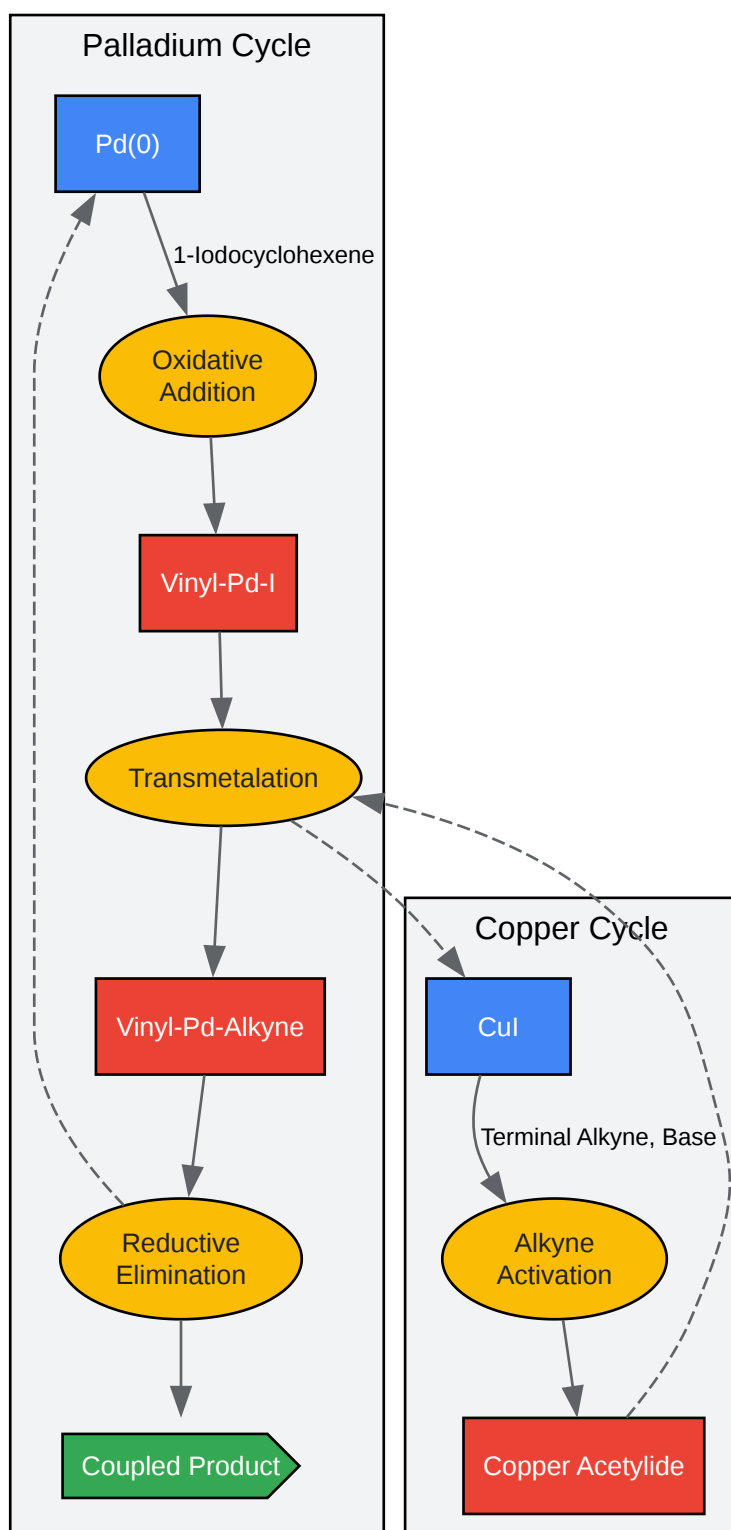 Palladium Cycle
Pd(0)
1-Iodocyclohexene
Oxidative
Addition
Vinyl-Pd-I
Transmetalation
Vinyl-Pd-Alkyne
Reductive
Elimination
Coupled Product
Copper Cycle
CuI
Terminal Alkyne, Base
Alkyne
Activation
Copper Acetylide